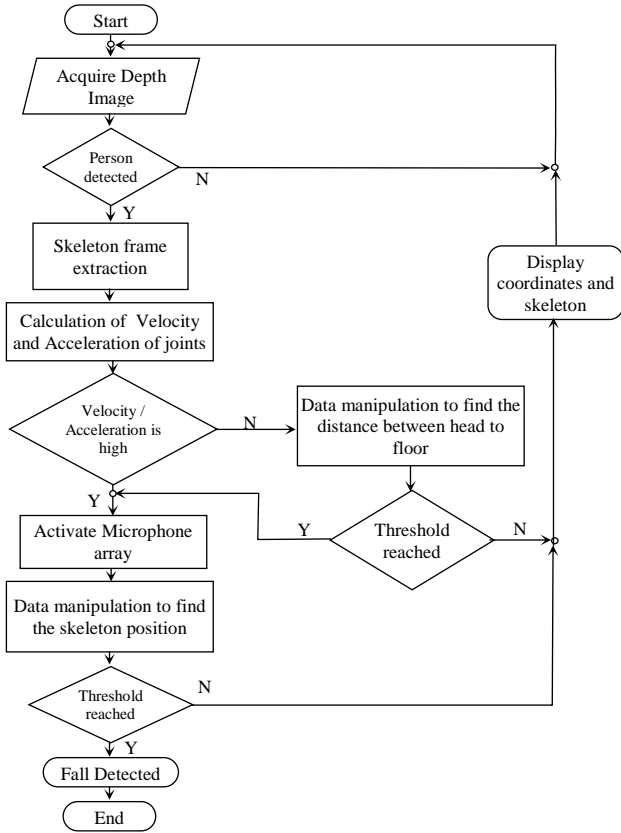 Start
Acquire Depth
Image
Person
detected
N
Y
Skeleton frame
extraction
Display
coordinates and
skeleton
Calculation of Velocity
and Acceleration of joints
Velocity /
Acceleration is
high
N
Data manipulation to find the
distance between head to
floor
Y
Activate Microphone
array
Y
Threshold
reached
N
Data manipulation to find
the skeleton position
Threshold
reached
N
Y
Fall Detected
End